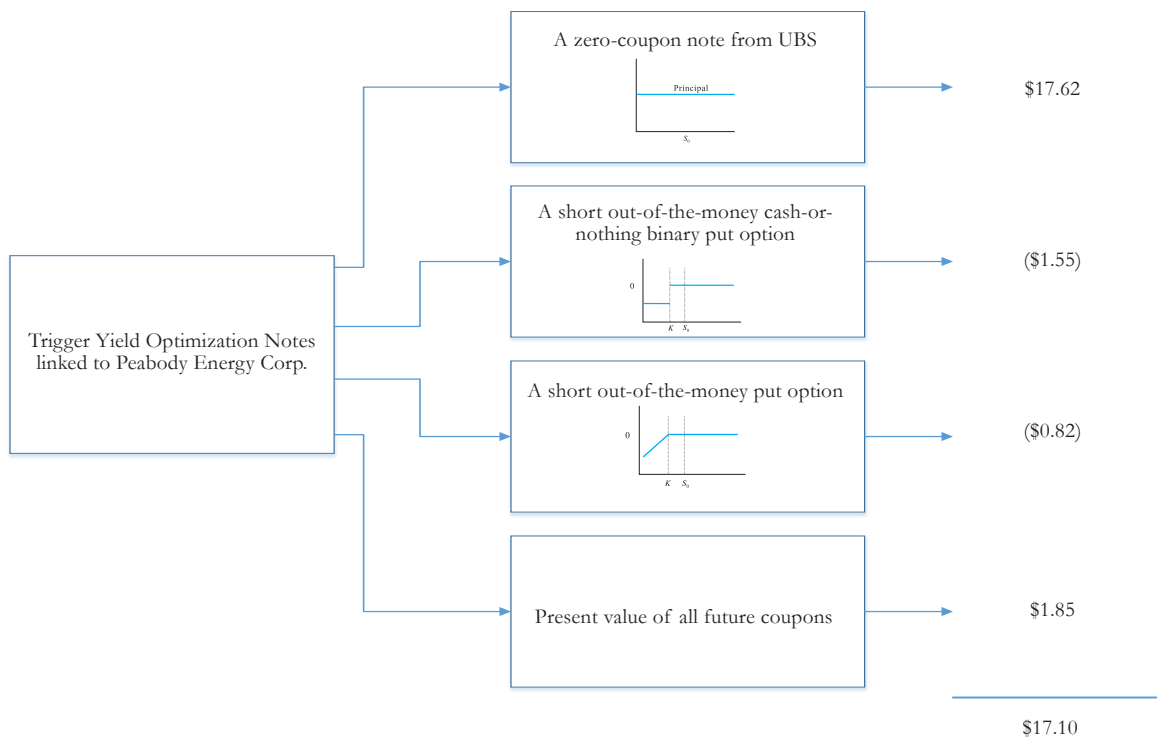 A zero-coupon note from UBS
Principal
S0
$17.62
A short out-of-the-money cash-or-
nothing binary put option
0
K
S0
($1.55)
Trigger Yield Optimization Notes
linked to Peabody Energy Corp.
A short out-of-the-money put option
0
K
S0
($0.82)
Present value of all future coupons
$1.85
$17.10